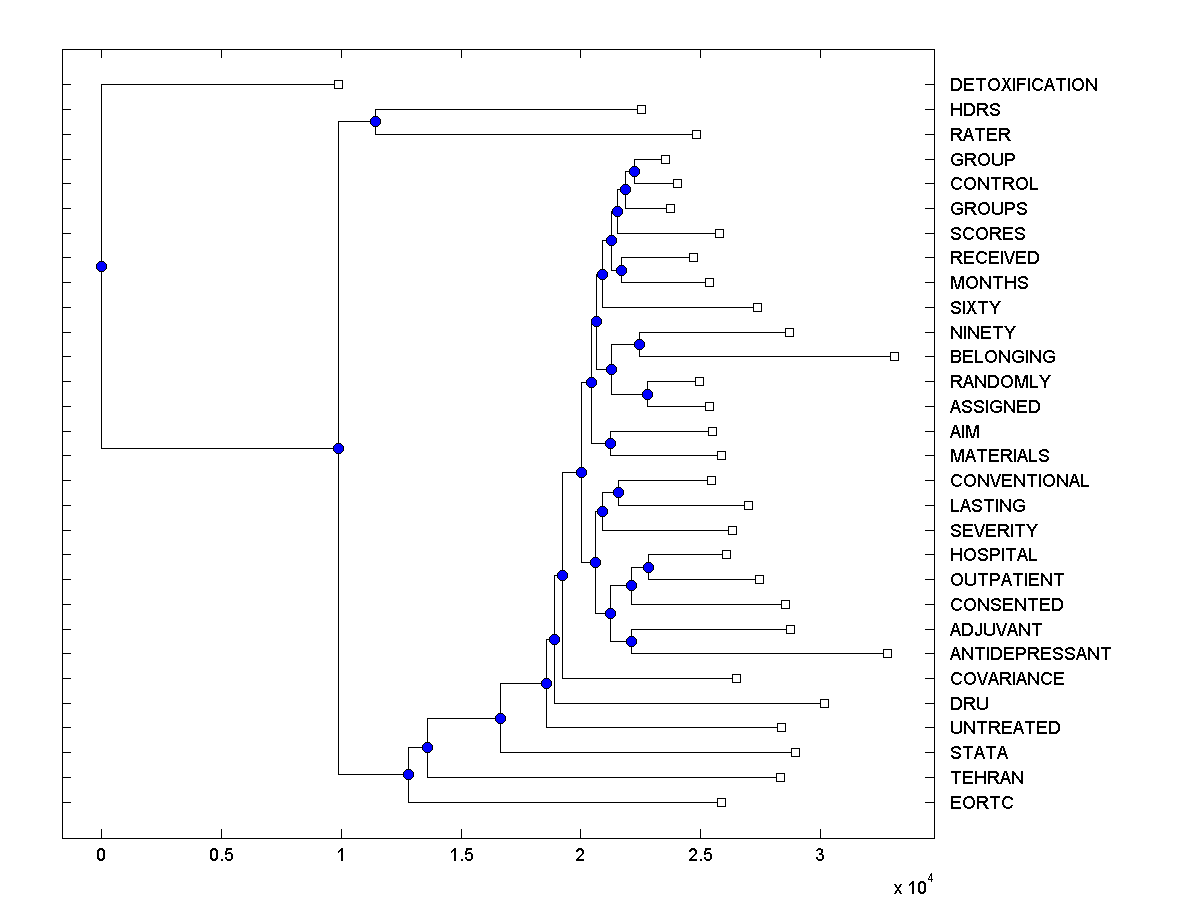 DETOXIFICATION
HDRS
RATER
GROUP
CONTROL
GROUPS
SCORES
RECEIVED
MONTHS
SIXTY
NINETY
BELONGING
RANDOMLY
ASSIGNED
AIM
MATERIALS
CONVENTIONAL
LASTING
SEVERITY
HOSPITAL
OUTPATIENT
CONSENTED
ADJUVANT
ANTIDEPRESSANT
COVARIANCE
DRU
UNTREATED
STATA
TEHRAN
EORTC
0 0.5 1 1.5 2 2.5 3
x 10^4